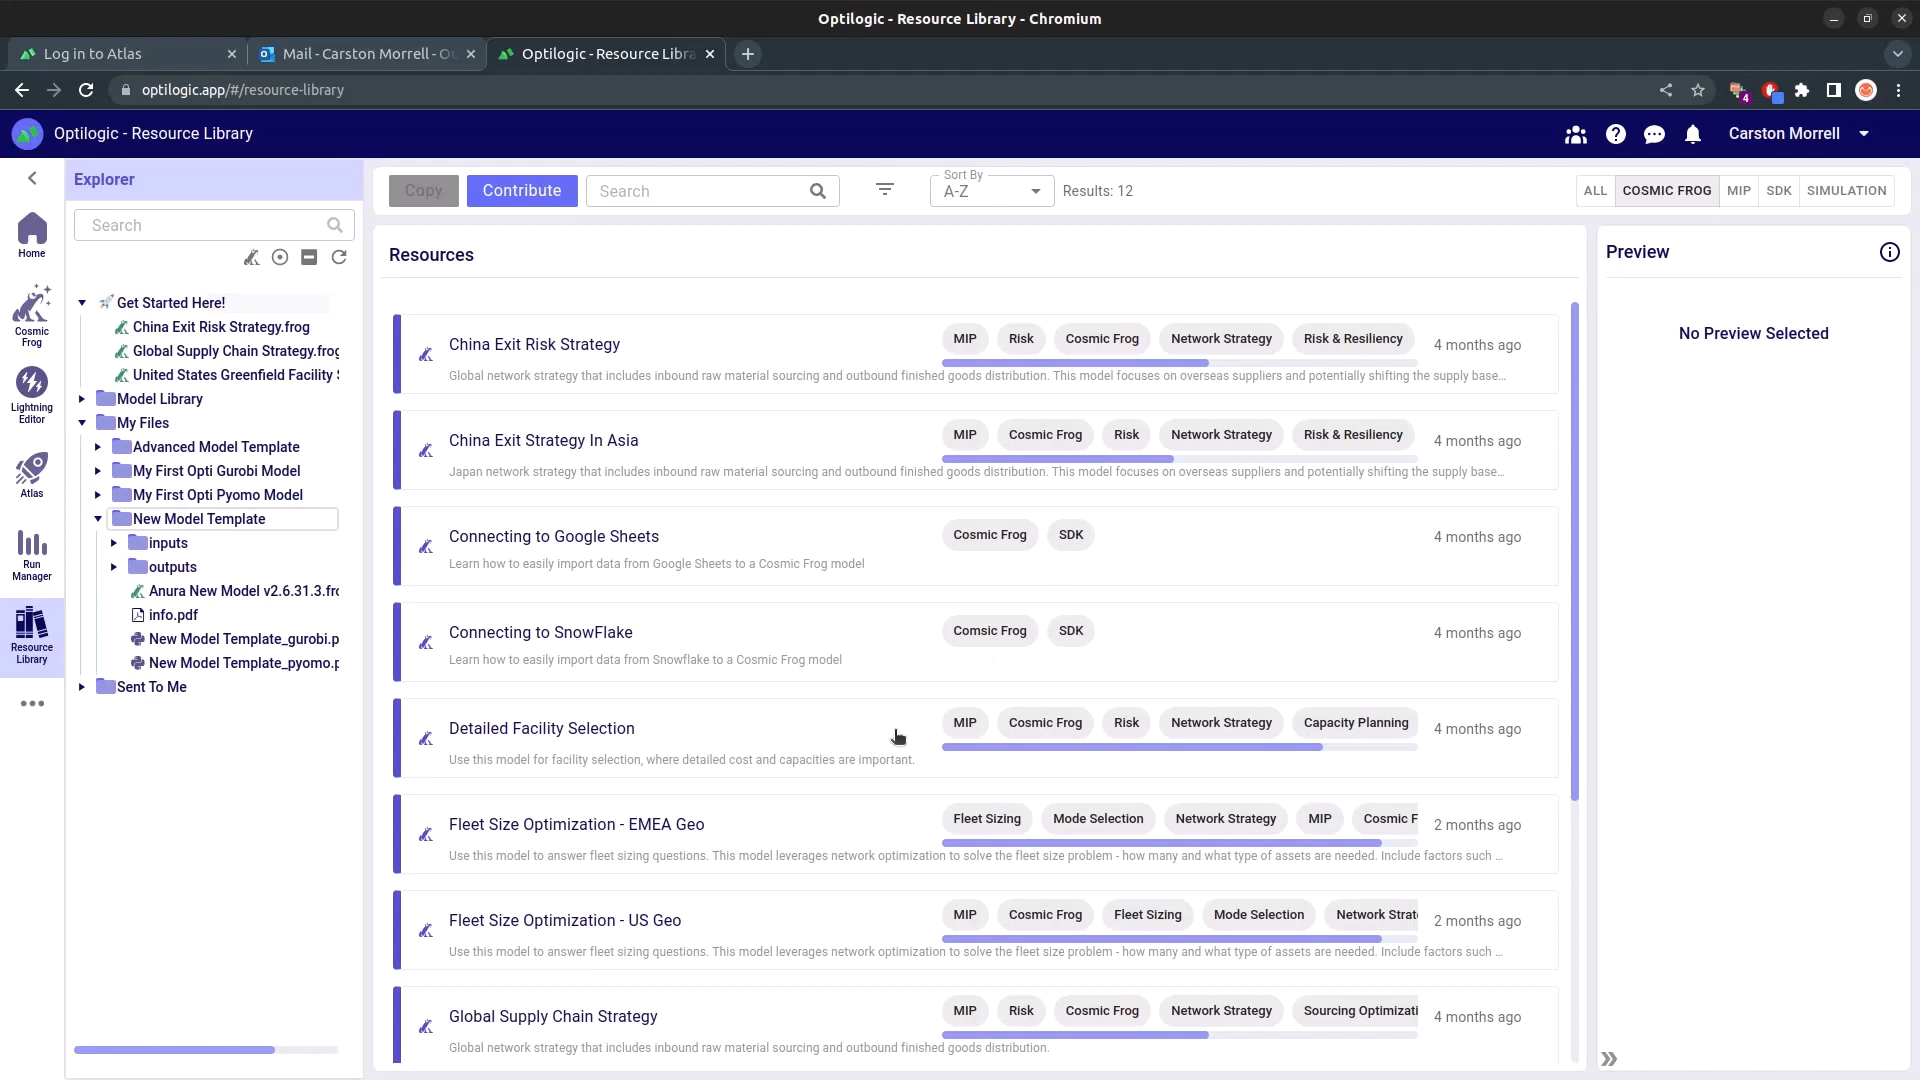 Optilogic - Resource Library - Chromium
Log in to Atlas
Mail - Carston Morrell - Ou
Optilogic - Resource Libra
optilogic.app/#/resource-library
4
Optilogic - Resource Library
Carston Morrell
Explorer
Search
Home
Cosmic Frog
Lightning Editor
Atlas
Run Manager
Resource Library
Get Started Here!
China Exit Risk Strategy.frog
Global Supply Chain Strategy.frog
United States Greenfield Facility S
Model Library
My Files
Advanced Model Template
My First Opti Gurobi Model
My First Opti Pyomo Model
New Model Template
inputs
outputs
Anura New Model v2.6.31.3.fro
info.pdf
New Model Template_gurobi.p
New Model Template_pyomo.p
Sent To Me
Copy
Contribute
Search
Sort By
A-Z
Results: 12
ALL
COSMIC FROG
MIP
SDK
SIMULATION
Resources
China Exit Risk Strategy
MIP Risk Cosmic Frog Network Strategy Risk & Resiliency
4 months ago
Global network strategy that includes inbound raw material sourcing and outbound finished goods distribution. This model focuses on overseas suppliers and potentially shifting the supply base...
China Exit Strategy In Asia
MIP Cosmic Frog Risk Network Strategy Risk & Resiliency
4 months ago
Japan network strategy that includes inbound raw material sourcing and outbound finished goods distribution. This model focuses on overseas suppliers and potentially shifting the supply base...
Connecting to Google Sheets
Cosmic Frog SDK
4 months ago
Learn how to easily import data from Google Sheets to a Cosmic Frog model
Connecting to SnowFlake
Comsic Frog SDK
4 months ago
Learn how to easily import data from Snowflake to a Cosmic Frog model
Detailed Facility Selection
MIP Cosmic Frog Risk Network Strategy Capacity Planning
4 months ago
Use this model for facility selection, where detailed cost and capacities are important.
Fleet Size Optimization - EMEA Geo
Fleet Sizing Mode Selection Network Strategy MIP Cosmic F
2 months ago
Use this model to answer fleet sizing questions. This model leverages network optimization to solve the fleet size problem - how many and what type of assets are needed. Include factors such ...
Fleet Size Optimization - US Geo
MIP Cosmic Frog Fleet Sizing Mode Selection Network Strate
2 months ago
Use this model to answer fleet sizing questions. This model leverages network optimization to solve the fleet size problem - how many and what type of assets are needed. Include factors such ...
Global Supply Chain Strategy
MIP Risk Cosmic Frog Network Strategy Sourcing Optimizati
4 months ago
Global network strategy that includes inbound raw material sourcing and outbound finished goods distribution.
Preview
No Preview Selected